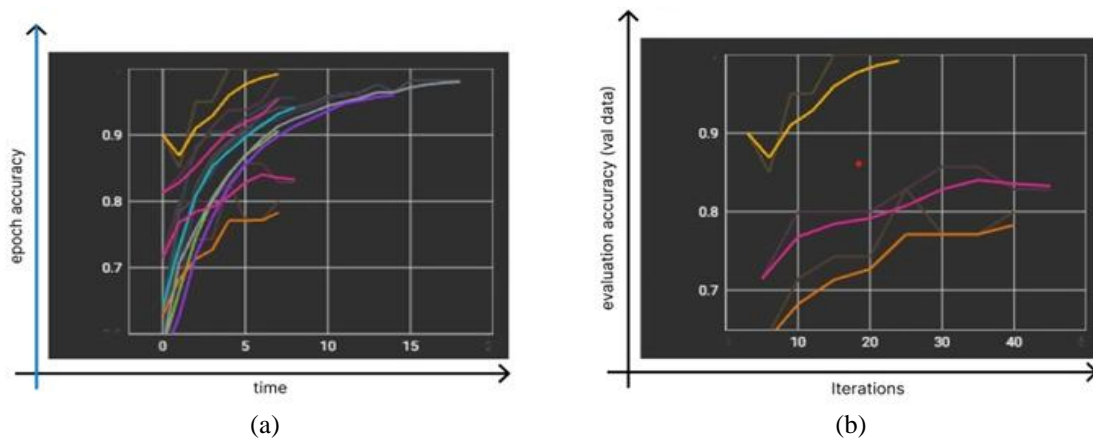 epoch accuracy
0.9
0.8
0.7
0 5 10 15
time
(a)
evaluation accuracy (val data)
0.9
0.8
0.7
10 20 30 40
Iterations
(b)